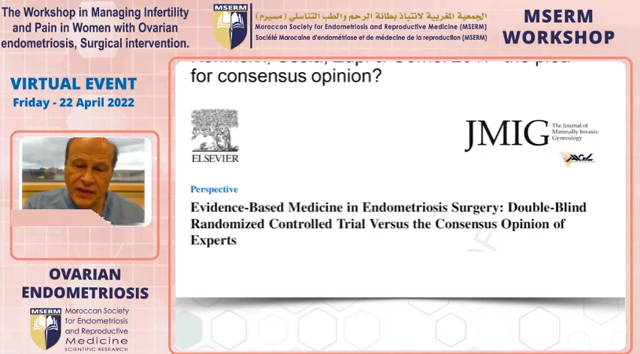 The Workshop in Managing Infertility
and Pain in Women with Ovarian
endometriosis, Surgical intervention.
MSERM
الجمعية المغربية لانتباذ بطانة الرحم والطب التناسلي (مسيرم)
Moroccan Society for Endometriosis and Reproductive Medicine (MSERM)
Société Marocaine d'endométriose et de médecine de la reproduction (MSERM)
MSERM
WORKSHOP
VIRTUAL EVENT
Friday - 22 April 2022
for consensus opinion?
ELSEVIER
JMIG
The Journal of
Minimally Invasive
Gynecology
AAGL
Perspective
Evidence-Based Medicine in Endometriosis Surgery: Double-Blind
Randomized Controlled Trial Versus the Consensus Opinion of
Experts
OVARIAN
ENDOMETRIOSIS
MSERM
Moroccan Society
for Endometriosis
and Reproductive
Medicine
SCIENTIFIC RESEARCH